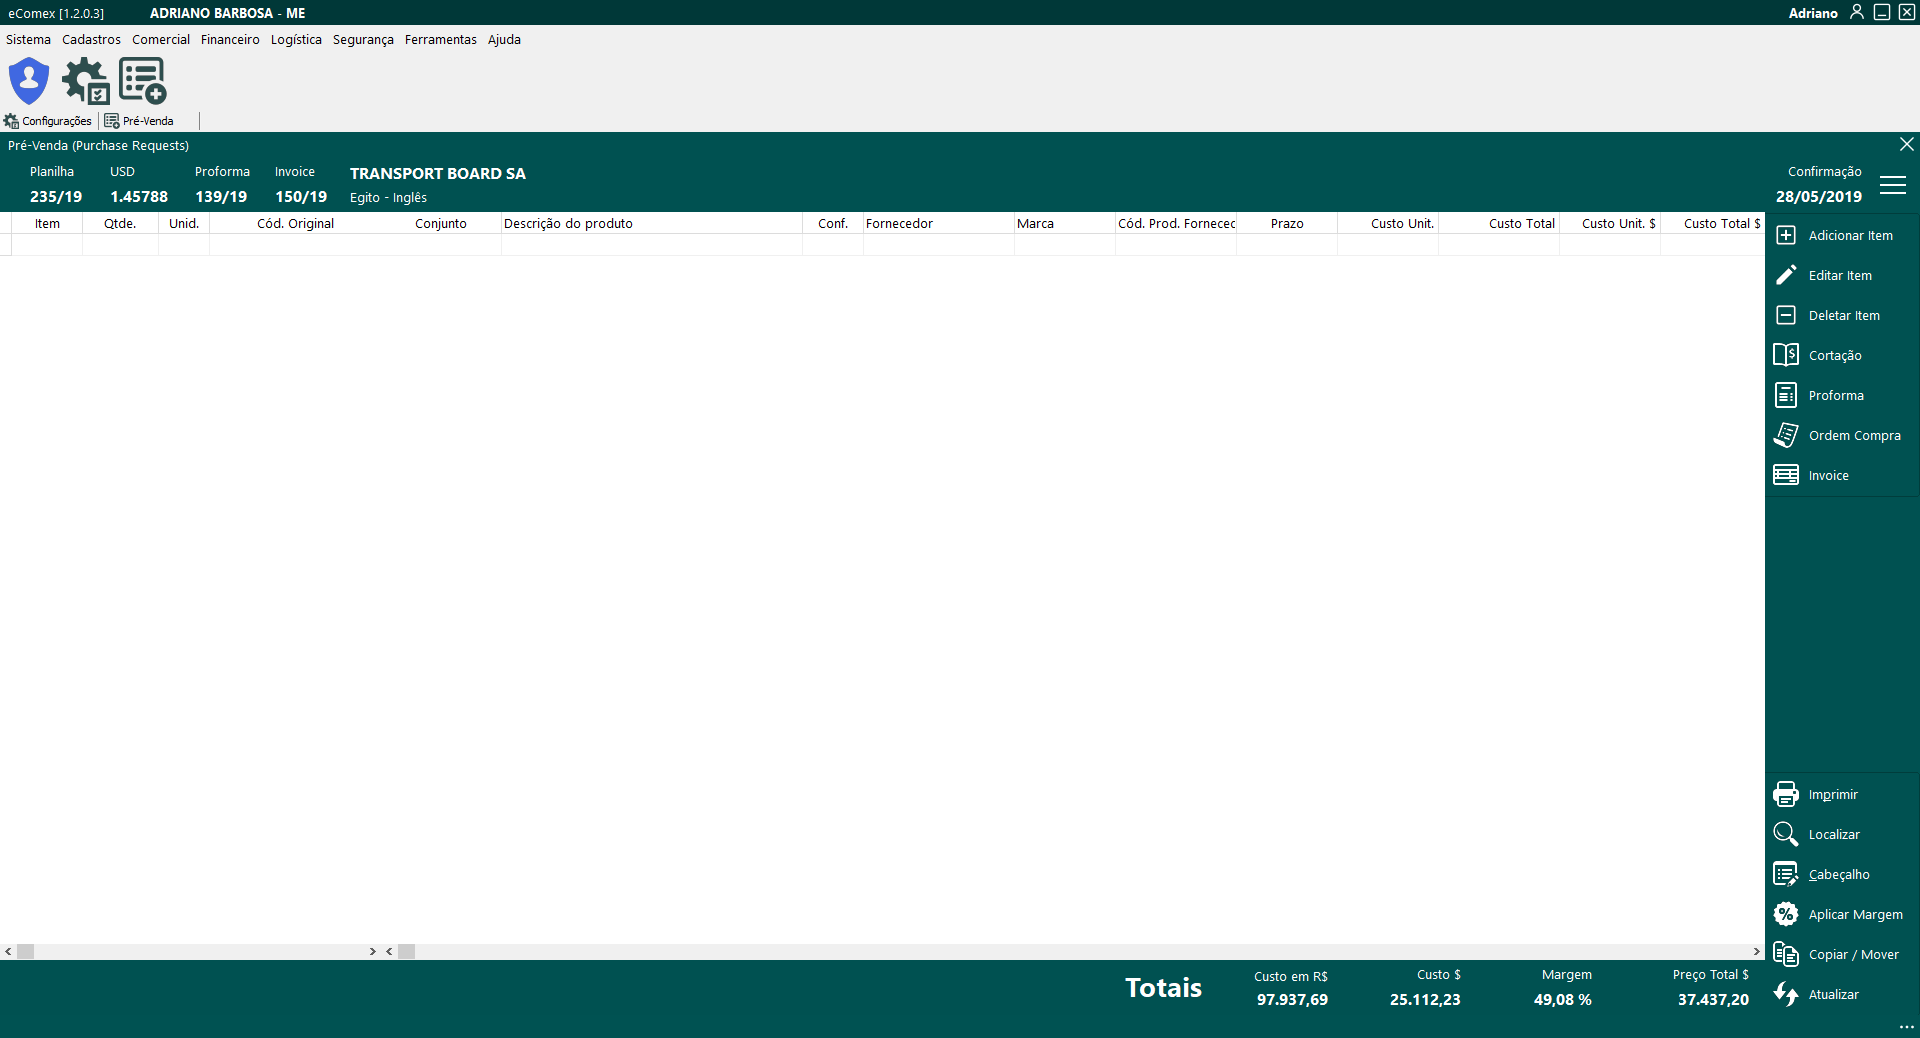 eComex [1.2.0.3] ADRIANO BARBOSA - ME Adriano
Sistema Cadastros Comercial Financeiro Logística Segurança Ferramentas Ajuda
Configurações Pré-Venda
Pré-Venda (Purchase Requests)
Planilha USD Proforma Invoice TRANSPORT BOARD SA Confirmação
235/19 1.45788 139/19 150/19 Egito - Inglês 28/05/2019
Item Qtde. Unid. Cód. Original Conjunto Descrição do produto Conf. Fornecedor Marca Cód. Prod. Fornecec Prazo Custo Unit. Custo Total Custo Unit. $ Custo Total $
Adicionar Item
Editar Item
Deletar Item
Cortação
Proforma
Ordem Compra
Invoice
Imprimir
Localizar
Cabeçalho
Aplicar Margem
Copiar / Mover
Atualizar
Totais Custo em R$ Custo $ Margem Preço Total $
97.937,69 25.112,23 49,08 % 37.437,20